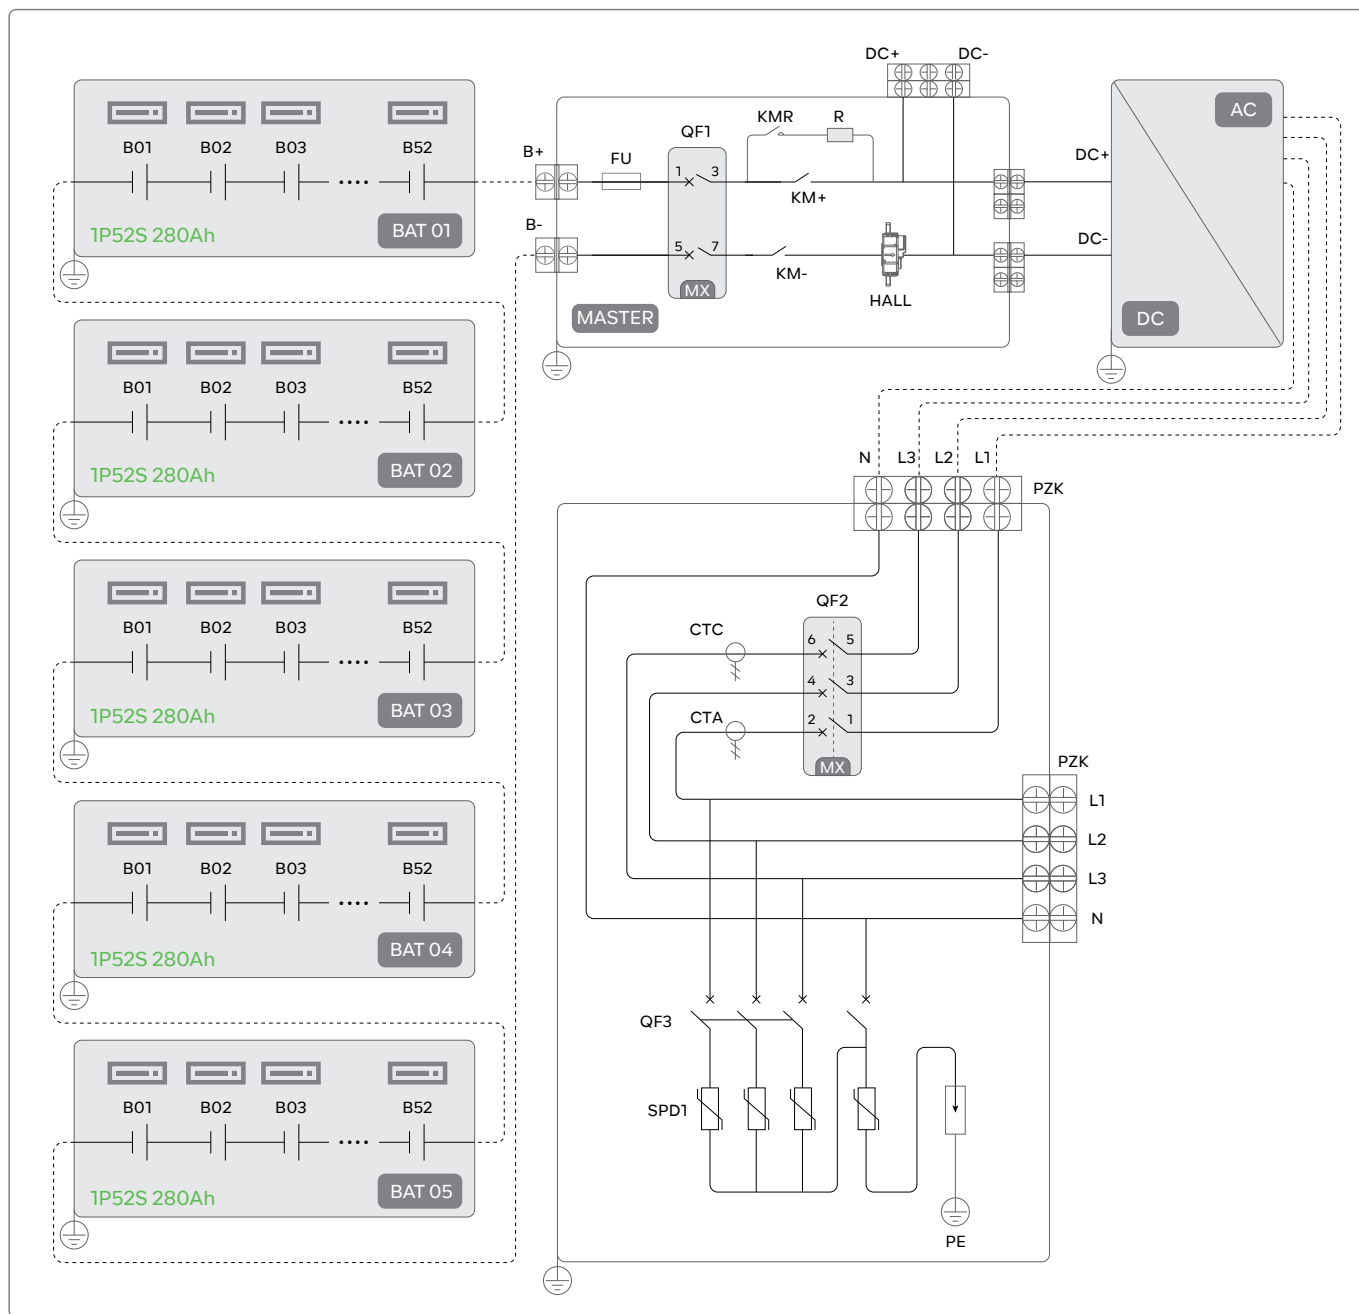 B01 B02 B03 B52
1P52S 280Ah
BAT 01
B01 B02 B03 B52
1P52S 280Ah
BAT 02
B01 B02 B03 B52
1P52S 280Ah
BAT 03
B01 B02 B03 B52
1P52S 280Ah
BAT 04
B01 B02 B03 B52
1P52S 280Ah
BAT 05
DC+ DC-
KMR R
QF1
B+ FU
1 3
KM+
B-
5 7
KM-
MX
HALL
MASTER
AC
DC+
DC-
DC
N L3 L2 L1
PZK
QF2
CTC
6 5
4 3
CTA
2 1
MX
PZK
L1
L2
L3
N
QF3
SPD1
PE